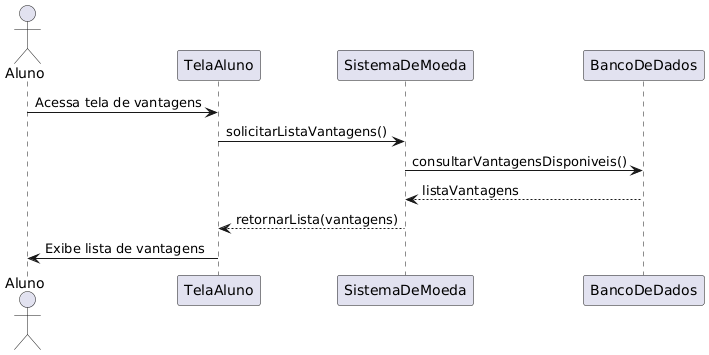 Aluno
TelaAluno
SistemaDeMoeda
BancoDeDados
Acessa tela de vantagens
solicitarListaVantagens()
consultarVantagensDisponiveis()
listaVantagens
retornarLista(vantagens)
Exibe lista de vantagens
Aluno
TelaAluno
SistemaDeMoeda
BancoDeDados